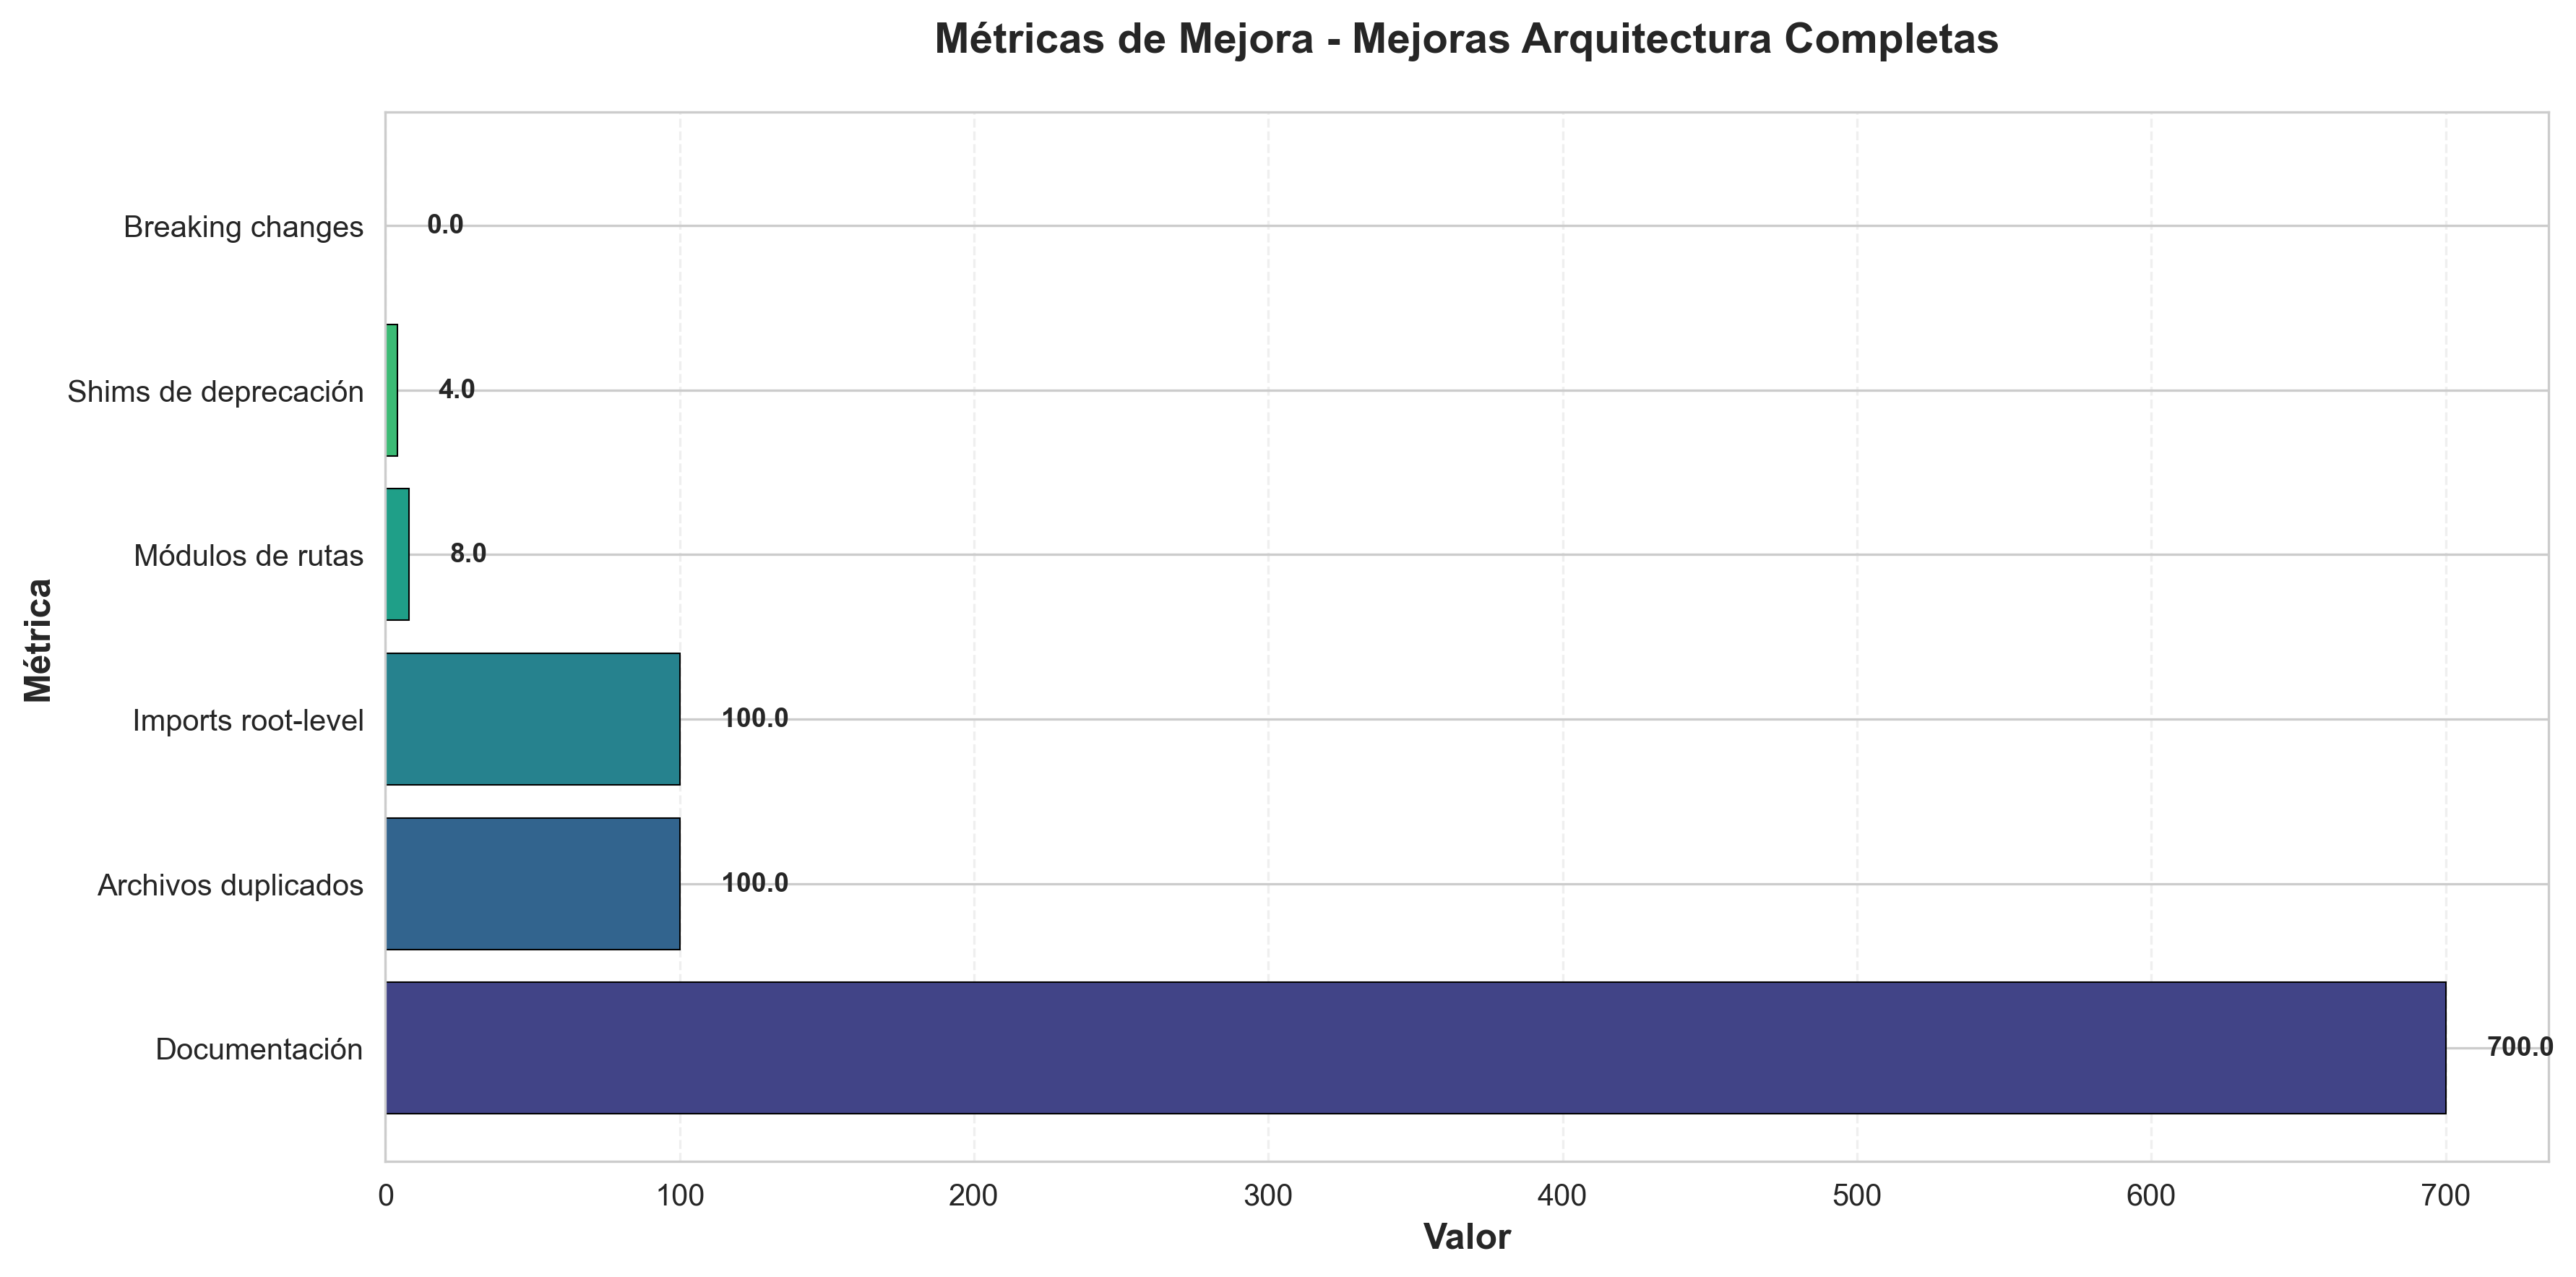 Métricas de Mejora - Mejoras Arquitectura Completas
Métrica
Breaking changes
0.0
Shims de deprecación
4.0
Módulos de rutas
8.0
Imports root-level
100.0
Archivos duplicados
100.0
Documentación
700.0
0 100 200 300 400 500 600 700
Valor